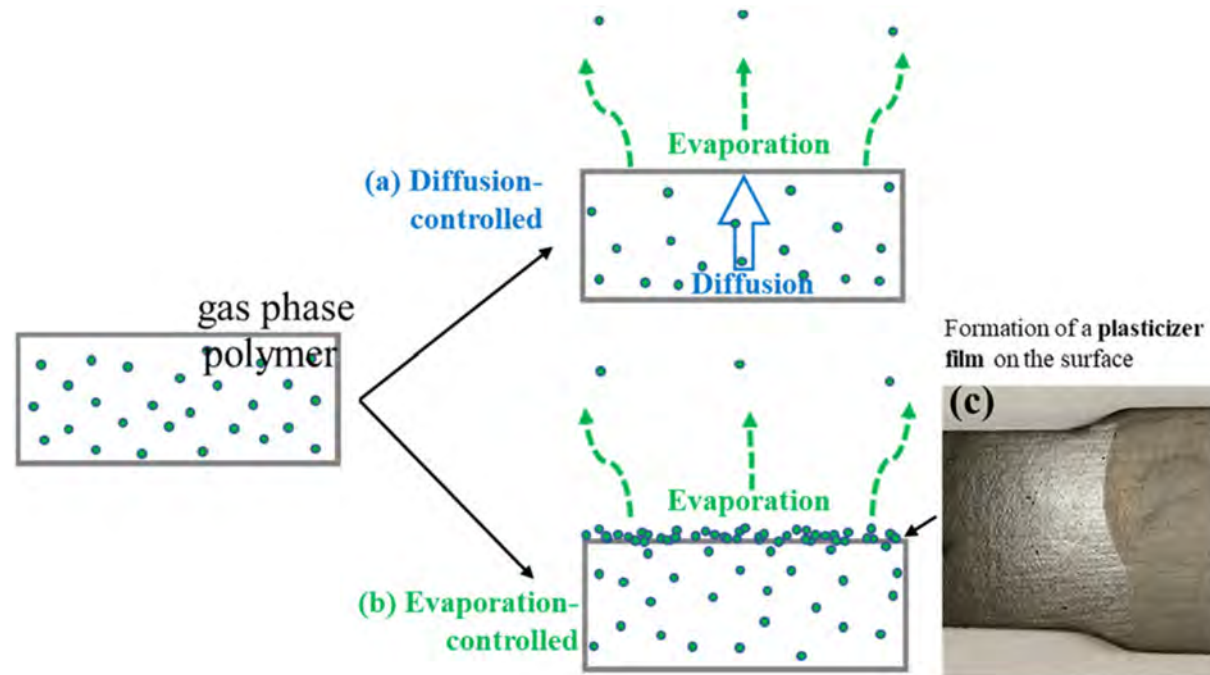 Evaporation
(a) Diffusion-
controlled
Diffusion
gas phase
polymer
Formation of a plasticizer
film on the surface
(c)
Evaporation
(b) Evaporation-
controlled